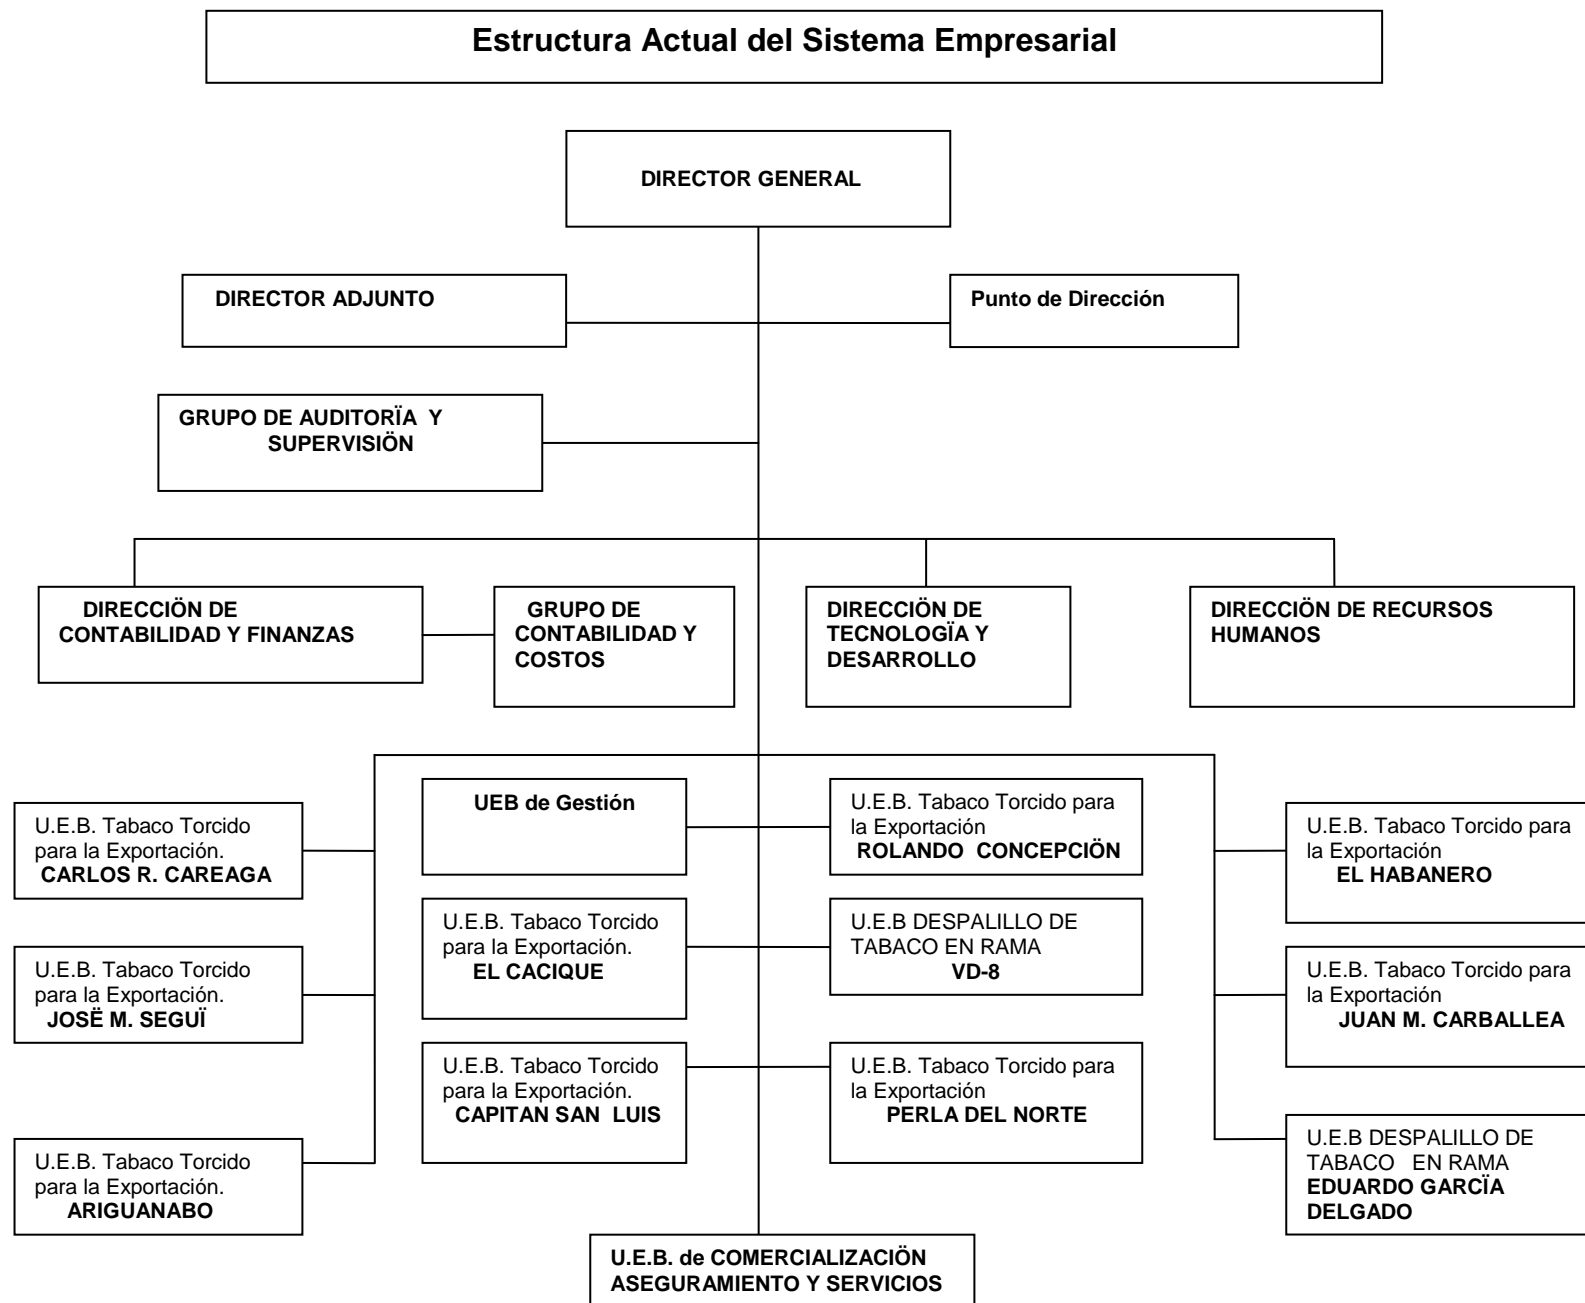 Estructura Actual del Sistema Empresarial
DIRECTOR GENERAL
DIRECTOR ADJUNTO
Punto de Dirección
GRUPO DE AUDITORÏA Y
SUPERVISIÖN
DIRECCIÖN DE
CONTABILIDAD Y FINANZAS
GRUPO DE
CONTABILIDAD Y
COSTOS
DIRECCIÖN DE
TECNOLOGÏA Y
DESARROLLO
DIRECCIÖN DE RECURSOS
HUMANOS
U.E.B. Tabaco Torcido
para la Exportación.
CARLOS R. CAREAGA
UEB de Gestión
U.E.B. Tabaco Torcido para
la Exportación
ROLANDO CONCEPCIÖN
U.E.B. Tabaco Torcido para
la Exportación
EL HABANERO
U.E.B. Tabaco Torcido
para la Exportación.
JOSË M. SEGUÏ
U.E.B. Tabaco Torcido
para la Exportación.
EL CACIQUE
U.E.B DESPALILLO DE
TABACO EN RAMA
VD-8
U.E.B. Tabaco Torcido para
la Exportación
JUAN M. CARBALLEA
U.E.B. Tabaco Torcido
para la Exportación.
ARIGUANABO
U.E.B. Tabaco Torcido
para la Exportación.
CAPITAN SAN LUIS
U.E.B. Tabaco Torcido para
la Exportación
PERLA DEL NORTE
U.E.B DESPALILLO DE
TABACO EN RAMA
EDUARDO GARCÏA
DELGADO
U.E.B. de COMERCIALIZACIÖN
ASEGURAMIENTO Y SERVICIOS